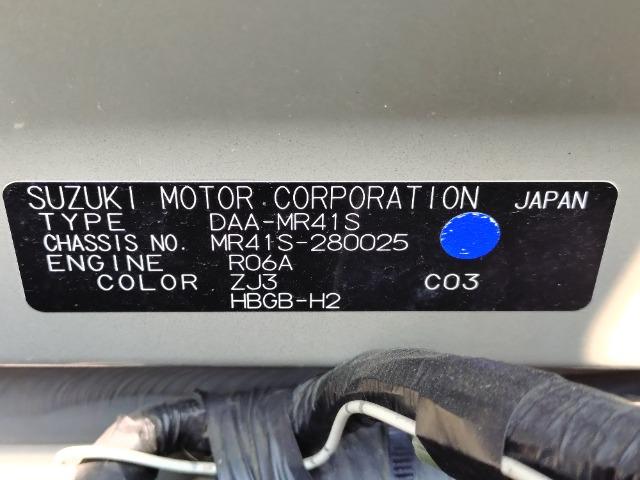 SUZUKI MOTOR CORPORATION JAPAN
TYPE DAA-MR41S
CHASSIS NO. MR41S-280025
ENGINE R06A
COLOR ZJ3 C03
HBGB-H2